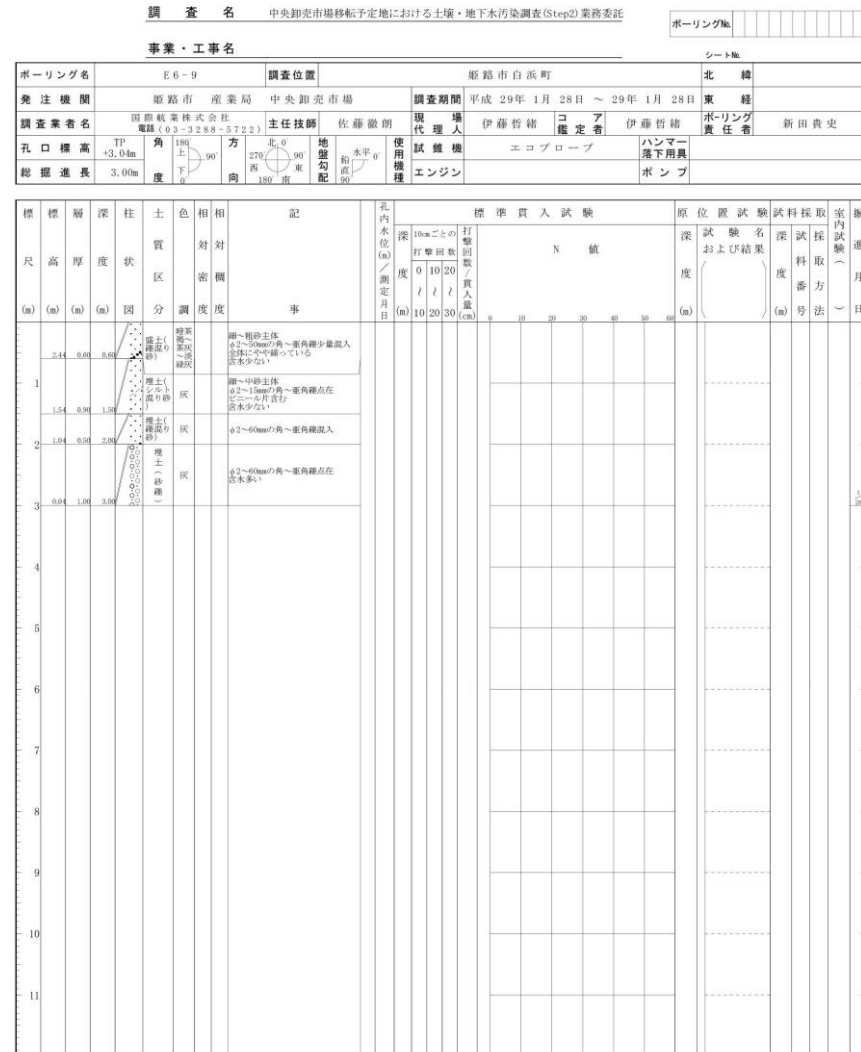 調査名 中央卸売市場移転予定地における土壌・地下水汚染調査(Step2)業務委託
ボーリングNo.
事業・工事名
シートNo.
ボーリング名 E6-9 調査位置 姫路市白浜町 北緯
発注機関 姫路市 産業局 中央卸売市場 調査期間 平成 29年 1月 28日 ～ 29年 1月 28日 東経
調査業者名 国際航業株式会社 電話(03-3288-5722) 主任技師 佐藤徹朗 現場代理人 伊藤哲緒 コア鑑定者 伊藤哲緒 ボーリング責任者 新田貴史
孔口標高 TP +3.04m 角度 180° 上 下 0° 90° 方向 北 0° 270° 西 90° 東 180° 南 地盤勾配 水平 0° 鉛直 90° 使用機種 試錐機 エコプローブ ハンマー落下用具
総掘進長 3.00m エンジン ポンプ
標尺(m) 標高(m) 層厚(m) 深度(m) 柱状図 土質区分 色調 相対密度 相対稠度 記事 孔内水位(m)/測定月日 標準貫入試験 原位置試験 試料採取 室内試験( ) 掘進月日
深度(m) 10cmごとの打撃回数 打撃回数/貫入量(cm) N 値 深度(m) 試験名および結果 深度(m) 試料番号 採取方法
0 10 20
～ ～ ～
10 20 30
0 10 20 30 40 50 60
2.44 0.60 0.60 盛土(礫混り砂) 暗茶褐～茶灰～淡緑灰
細～粗砂主体
φ2～50mmの角～亜角礫少量混入
全体にやや締っている
含水少ない
1
1.54 0.90 1.50 埋土(シルト混り砂) 灰
細～中砂主体
φ2～15mmの角～亜角礫点在
ビニール片含む
含水少ない
1.04 0.50 2.00 埋土(礫混り砂) 灰 φ2～60mmの角～亜角礫混入
2
0.04 1.00 3.00 埋土(砂礫) 灰
φ2～60mmの角～亜角礫点在
含水多い
3
4
5
6
7
8
9
10
11